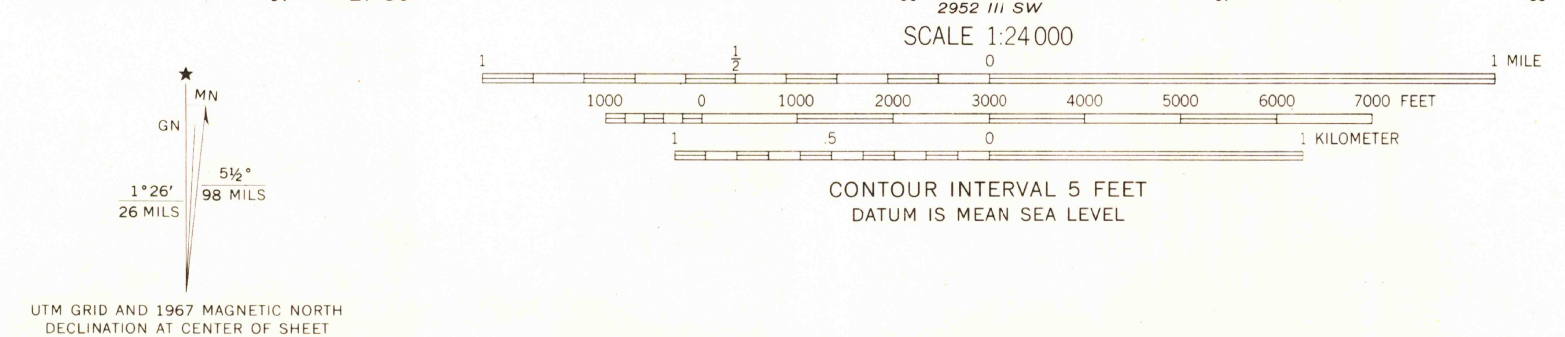 2952 III SW
SCALE 1:24 000
1 1/2 0 1 MILE
1000 0 1000 2000 3000 4000 5000 6000 7000 FEET
1 .5 0 1 KILOMETER
CONTOUR INTERVAL 5 FEET
DATUM IS MEAN SEA LEVEL
★
MN
GN
5½°
98 MILS
1°26′
26 MILS
UTM GRID AND 1967 MAGNETIC NORTH
DECLINATION AT CENTER OF SHEET